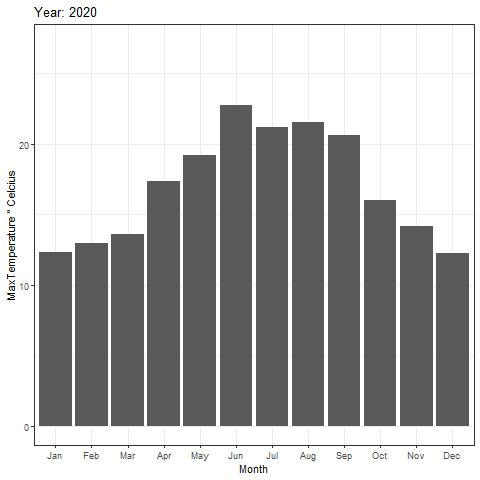 Year: 2020
MaxTemperature ° Celcius
20
10
0
Jan Feb Mar Apr May Jun Jul Aug Sep Oct Nov Dec
Month